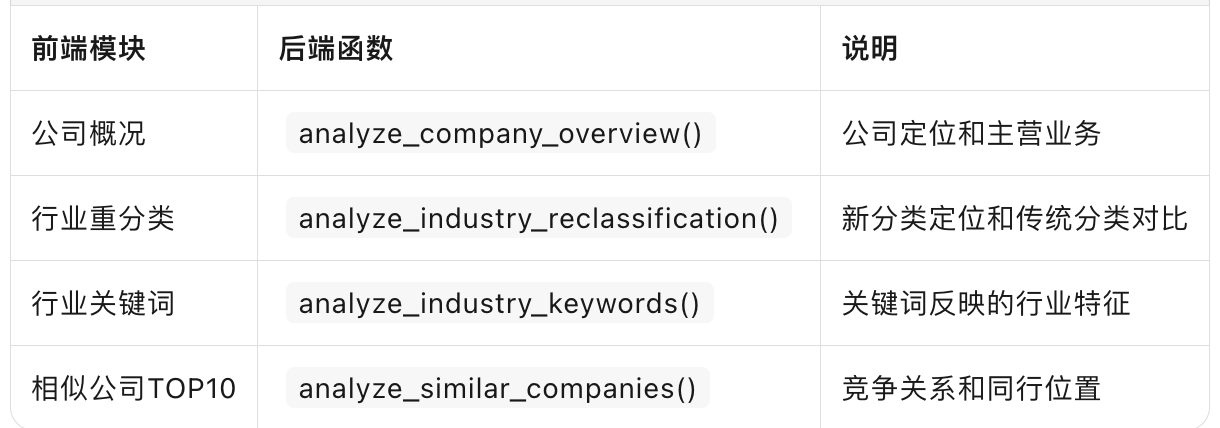 前端模块 后端函数 说明
公司概况 analyze_company_overview() 公司定位和主营业务
行业重分类 analyze_industry_reclassification() 新分类定位和传统分类对比
行业关键词 analyze_industry_keywords() 关键词反映的行业特征
相似公司TOP10 analyze_similar_companies() 竞争关系和同行位置